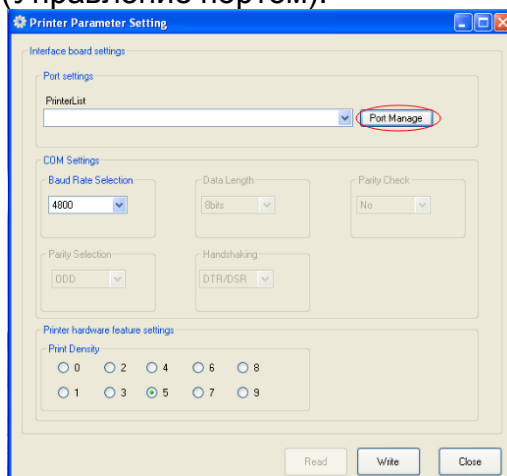 (Управление портом).
Printer Parameter Setting
Interface board settings
Port settings
PrinterList
Port Manage
COM Settings
Baud Rate Selection
Data Length
Parity Check
4800
8bits
No
Parity Selection
Handshaking
ODD
DTR/DSR
Printer hardware feature settings
Print Density
0 2 4 6 8
1 3 5 7 9
Read Write Close